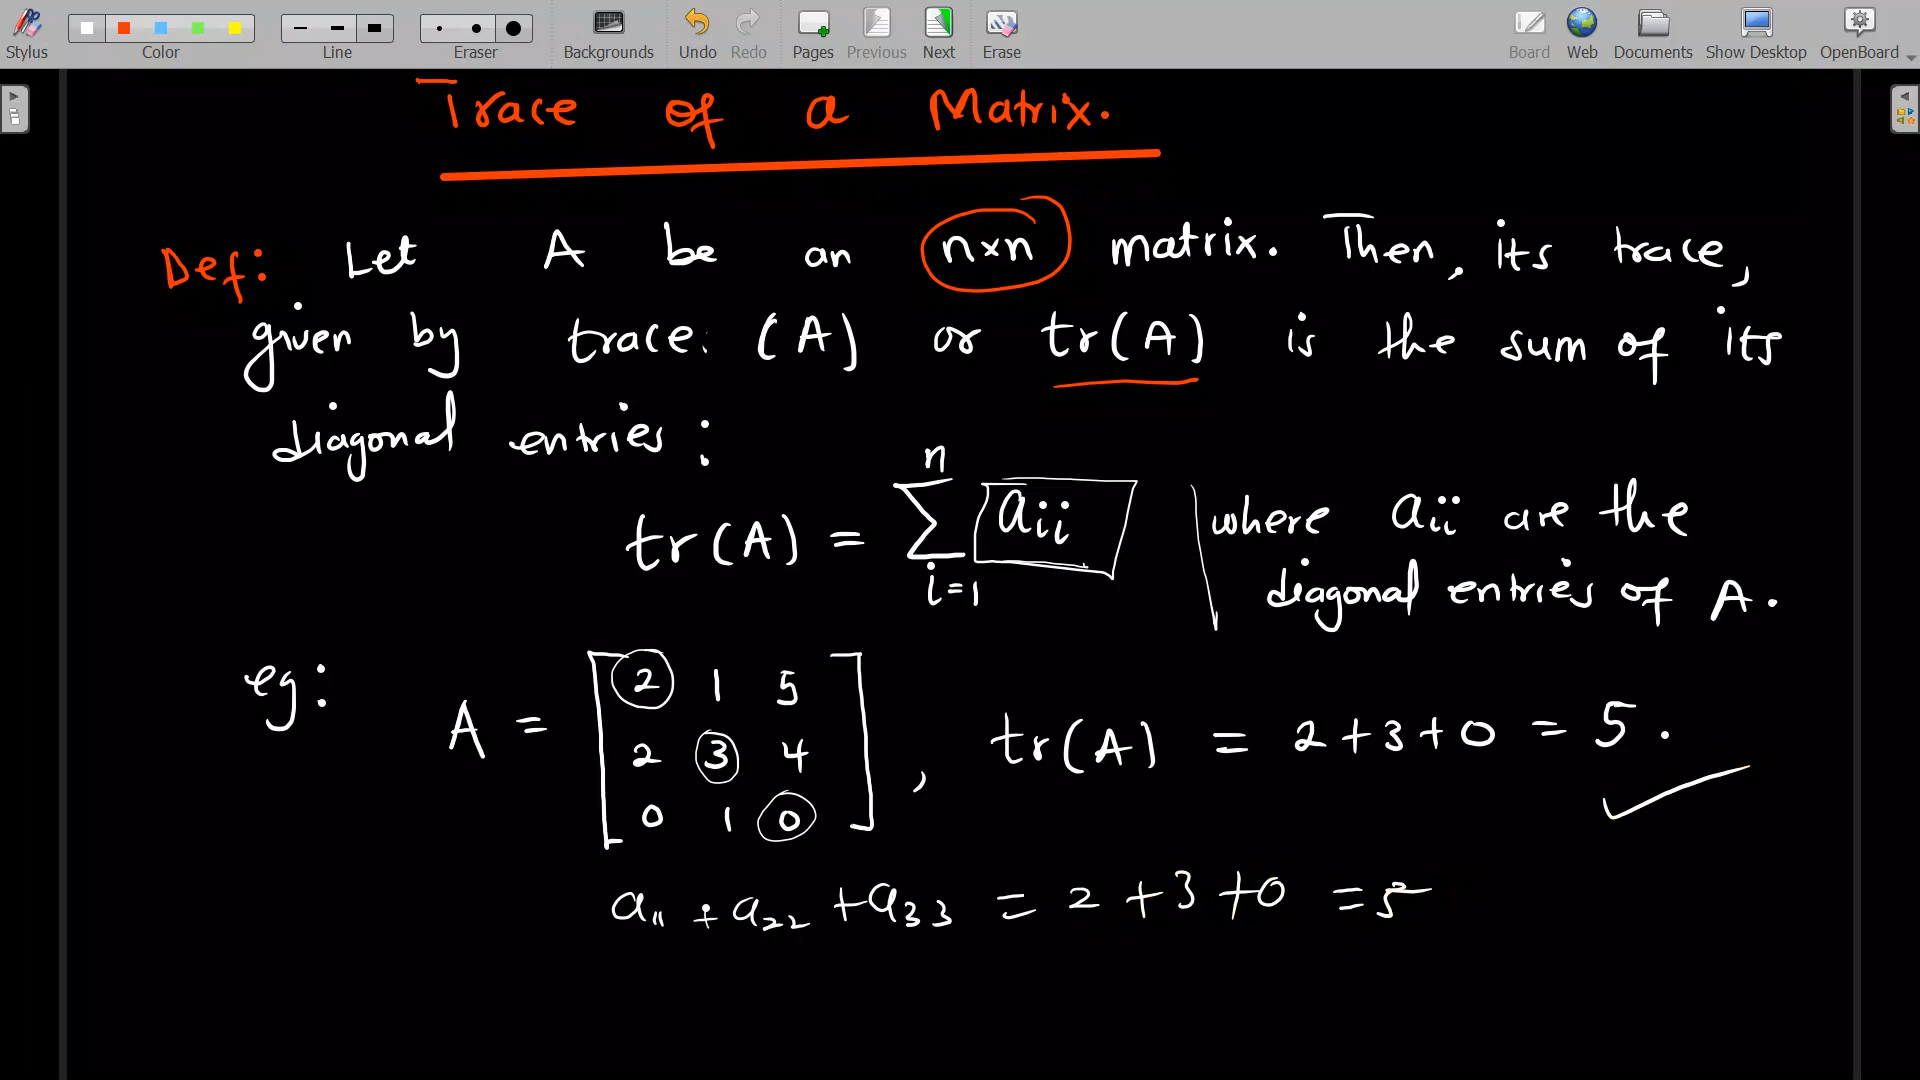 Stylus Color Line Eraser Backgrounds Undo Redo Pages Previous Next Erase Board Web Documents Show Desktop OpenBoard
Trace of a Matrix.
Def: Let A be an n×n matrix. Then, its trace,
given by trace (A) or tr(A) is the sum of its
diagonal entries:
tr(A) = ∑ⁿᵢ₌₁ aᵢᵢ | where aᵢᵢ are the
diagonal entries of A.
eg: A = [2 1 5
2 3 4
0 1 0], tr(A) = 2+3+0 = 5.
a₁₁ + a₂₂ + a₃₃ = 2+3+0 = 5